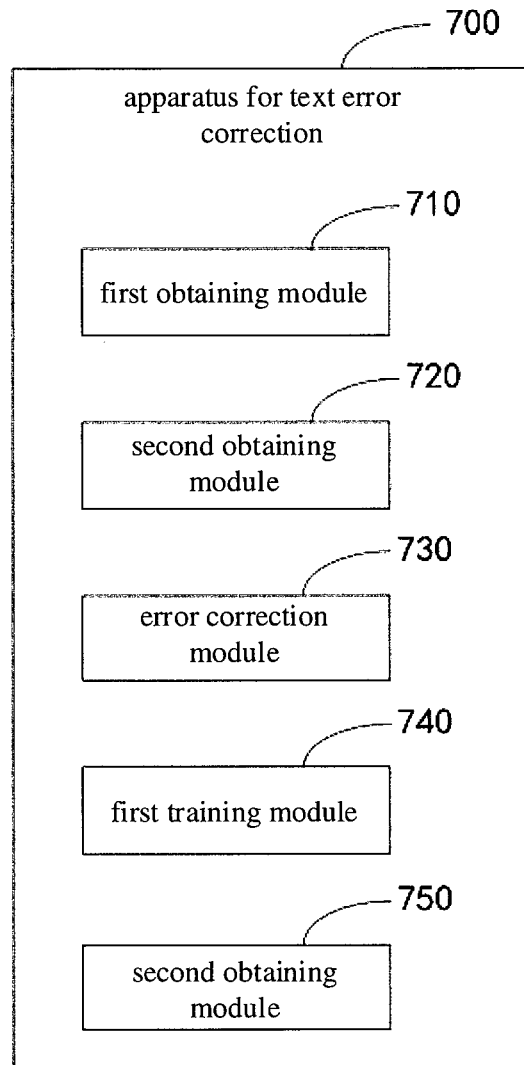 700
apparatus for text error
correction
710
first obtaining module
720
second obtaining
module
730
error correction
module
740
first training module
750
second obtaining
module